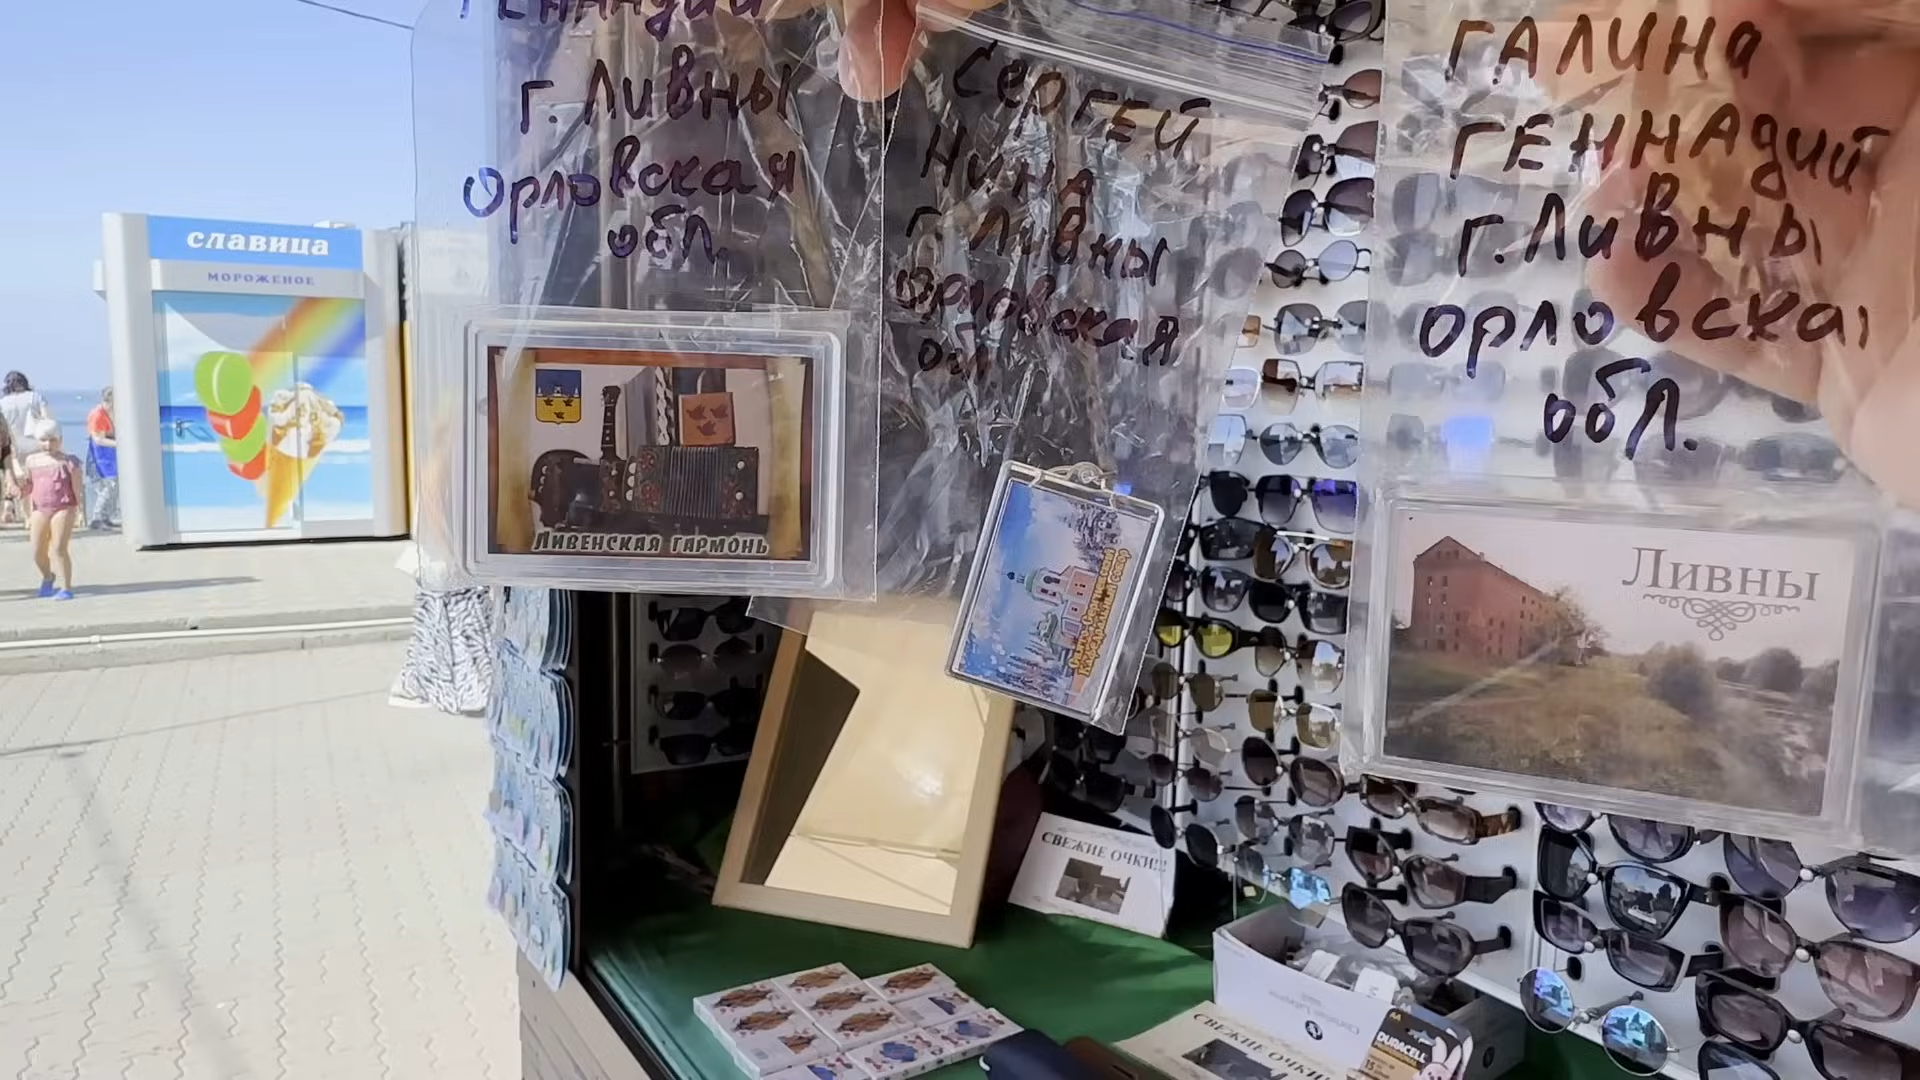 славица
МОРОЖЕНОЕ
Геннадий
г. Ливны
Орловская
обл.
ЛИВЕНСКАЯ ГАРМОНЬ
Сергей
Нина
г. Ливны
Орловская
обл.
ГАЛИНА
ГЕННАдий
г. Ливны
орловская
обл.
Ливны
СВЕЖИЕ ОЧКИ!!!
СВЕЖИЕ ОЧКИ!
DURACELL
AA